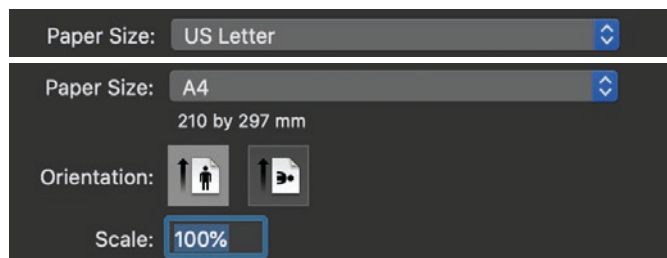 Paper Size: US Letter
Paper Size: A4
210 by 297 mm
Orientation:
Scale: 100%